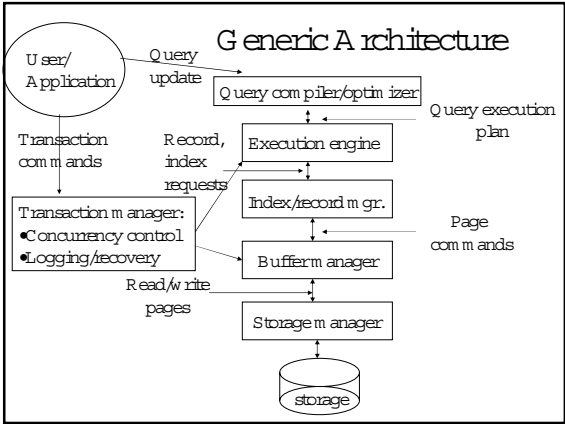 Generic Architecture
User/
Application
Query
update
Query compiler/optimizer
Query execution
plan
Transaction
commands
Record,
index
requests
Execution engine
Index/record mgr.
Transaction manager:
•Concurrency control
•Logging/recovery
Page
commands
Buffer manager
Read/write
pages
Storage manager
storage